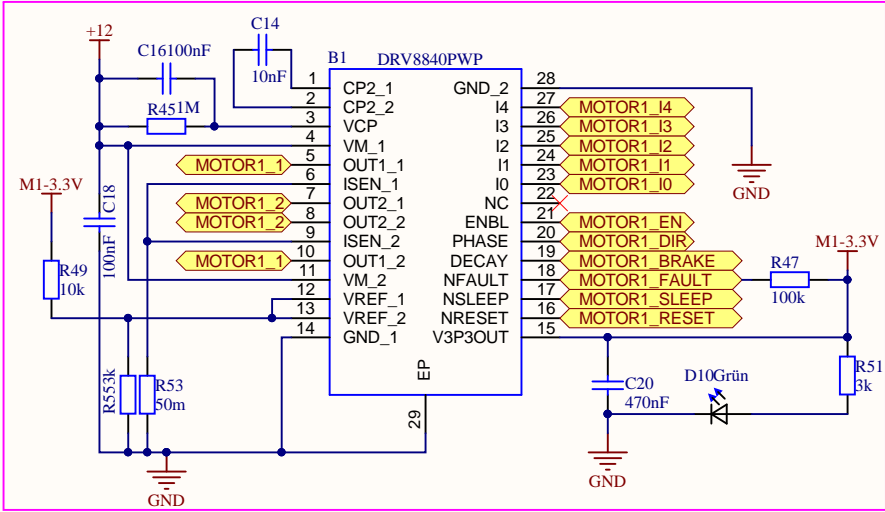 +12
C16100nF
C14
10nF
B1
DRV8840PWP
R451M
1
2
3
4
5
6
7
8
9
10
11
12
13
14
CP2_1
CP2_2
VCP
VM_1
OUT1_1
ISEN_1
OUT2_1
OUT2_2
ISEN_2
OUT1_2
VM_2
VREF_1
VREF_2
GND_1
EP
29
GND_2
I4
I3
I2
I1
I0
NC
ENBL
PHASE
DECAY
NFAULT
NSLEEP
NRESET
V3P3OUT
28
27
26
25
24
23
22
21
20
19
18
17
16
15
MOTOR1_1
MOTOR1_2
MOTOR1_2
MOTOR1_1
MOTOR1_I4
MOTOR1_I3
MOTOR1_I2
MOTOR1_I1
MOTOR1_I0
MOTOR1_EN
MOTOR1_DIR
MOTOR1_BRAKE
MOTOR1_FAULT
MOTOR1_SLEEP
MOTOR1_RESET
GND
M1-3.3V
C18
100nF
R49
10k
R553k
R53
50m
GND
M1-3.3V
R47
100k
R51
3k
C20
470nF
D10Grün
GND